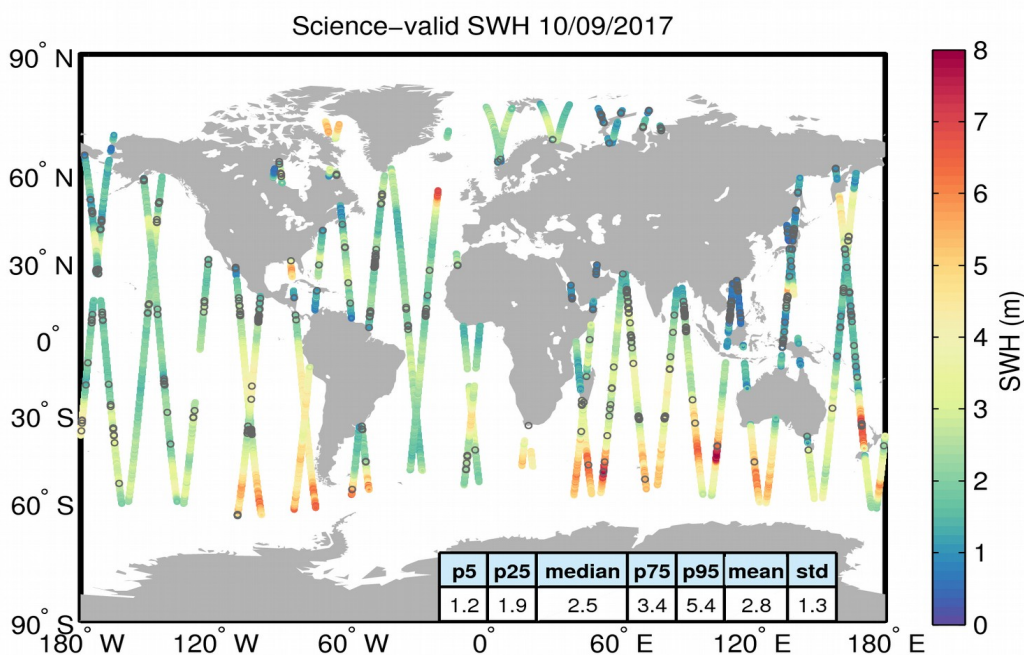 Science-valid SWH 10/09/2017
90° N
60° N
30° N
0°
30° S
60° S
90° S
180° W
120° W
60° W
0°
60° E
120° E
180° E
p5 p25 median p75 p95 mean std
1.2 1.9 2.5 3.4 5.4 2.8 1.3
8
7
6
5
4
3
2
1
0
SWH (m)